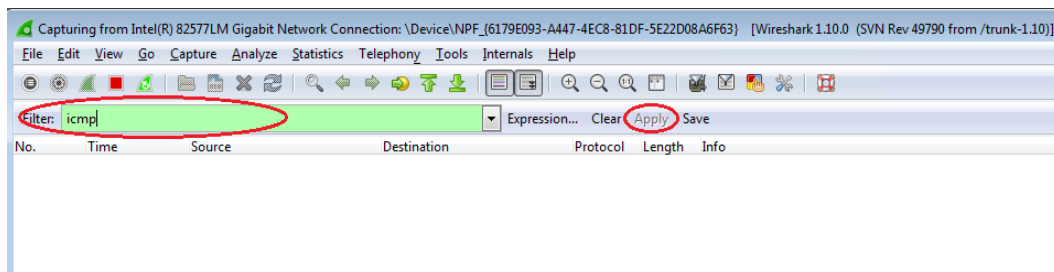 Capturing from Intel(R) 82577LM Gigabit Network Connection: \Device\NPF_{6179E093-A447-4EC8-81DF-5E22D08A6F63} [Wireshark 1.10.0 (SVN Rev 49790 from /trunk-1.10)]
File Edit View Go Capture Analyze Statistics Telephony Tools Internals Help
Filter: icmp Expression... Clear Apply Save
No. Time Source Destination Protocol Length Info